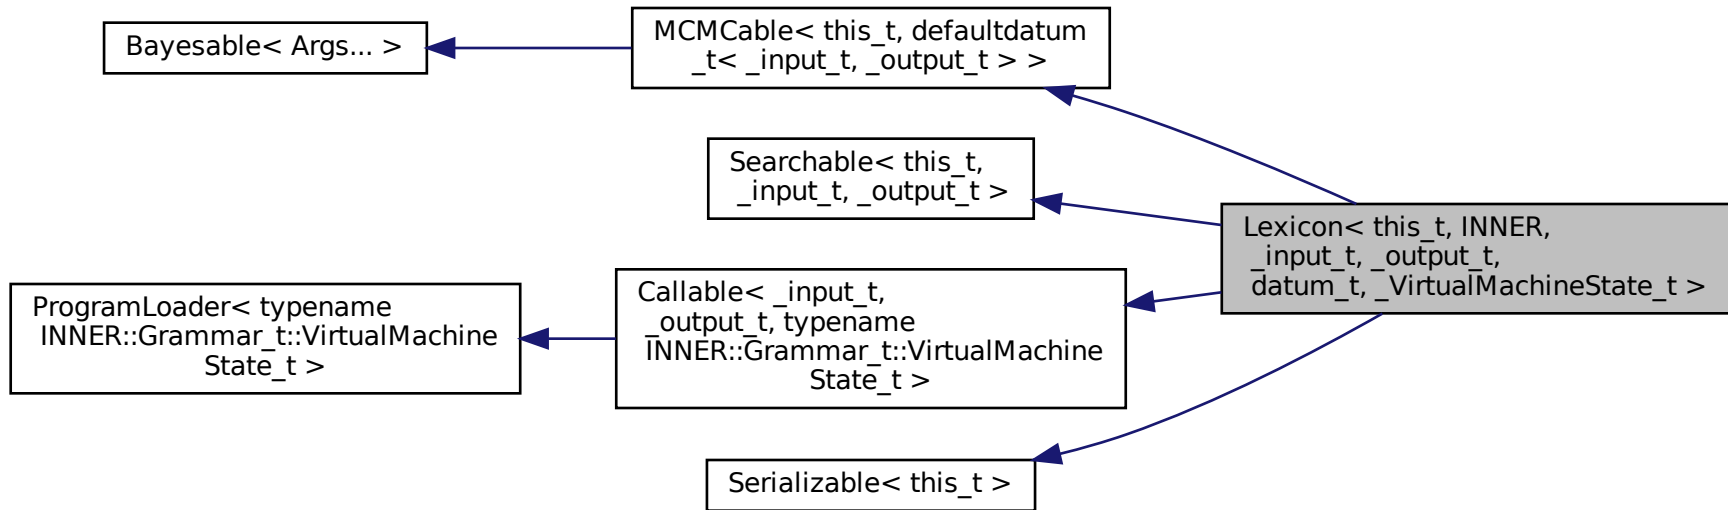 Bayesable< Args... >
MCMCable< this_t, defaultdatum
_t< _input_t, _output_t > >
Searchable< this_t,
_input_t, _output_t >
Lexicon< this_t, INNER,
_input_t, _output_t,
datum_t, _VirtualMachineState_t >
ProgramLoader< typename
INNER::Grammar_t::VirtualMachine
State_t >
Callable< _input_t,
_output_t, typename
INNER::Grammar_t::VirtualMachine
State_t >
Serializable< this_t >